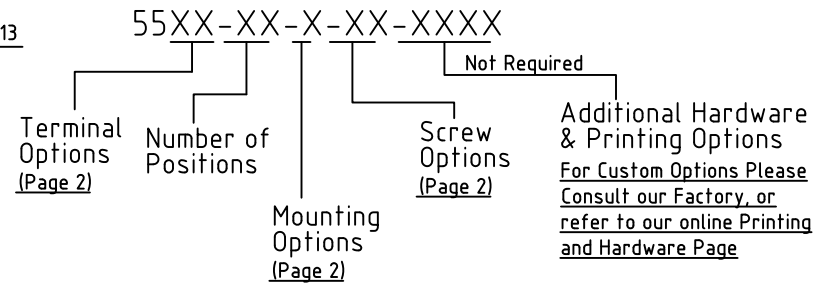 13
55XX-XX-X-XX-XXXX
Not Required
Terminal
Options
(Page 2)
Number of
Positions
Mounting
Options
(Page 2)
Screw
Options
(Page 2)
Additional Hardware
& Printing Options
For Custom Options Please
Consult our Factory, or
refer to our online Printing
and Hardware Page